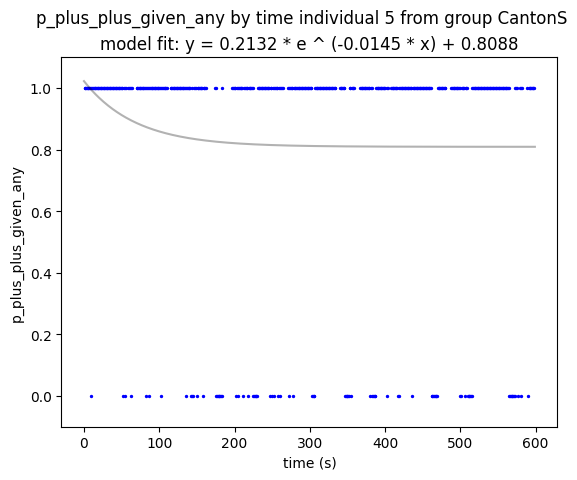 p_plus_plus_given_any by time individual 5 from group CantonS
model fit: y = 0.2132 * e ^ (-0.0145 * x) + 0.8088
1.0
0.8
0.6
0.4
0.2
0.0
p_plus_plus_given_any
0 100 200 300 400 500 600
time (s)